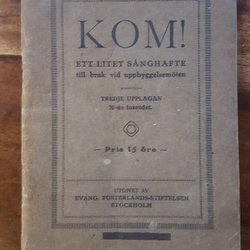 KOM!
ETT LITET SÅNGHÄFTE
till bruk vid uppbyggelsemöten
TREDJE UPPLAGAN
— Pris 15 öre —
UTGIVET AV
EVANG. FOSTERLANDS-STIFTELSEN
STOCKHOLM